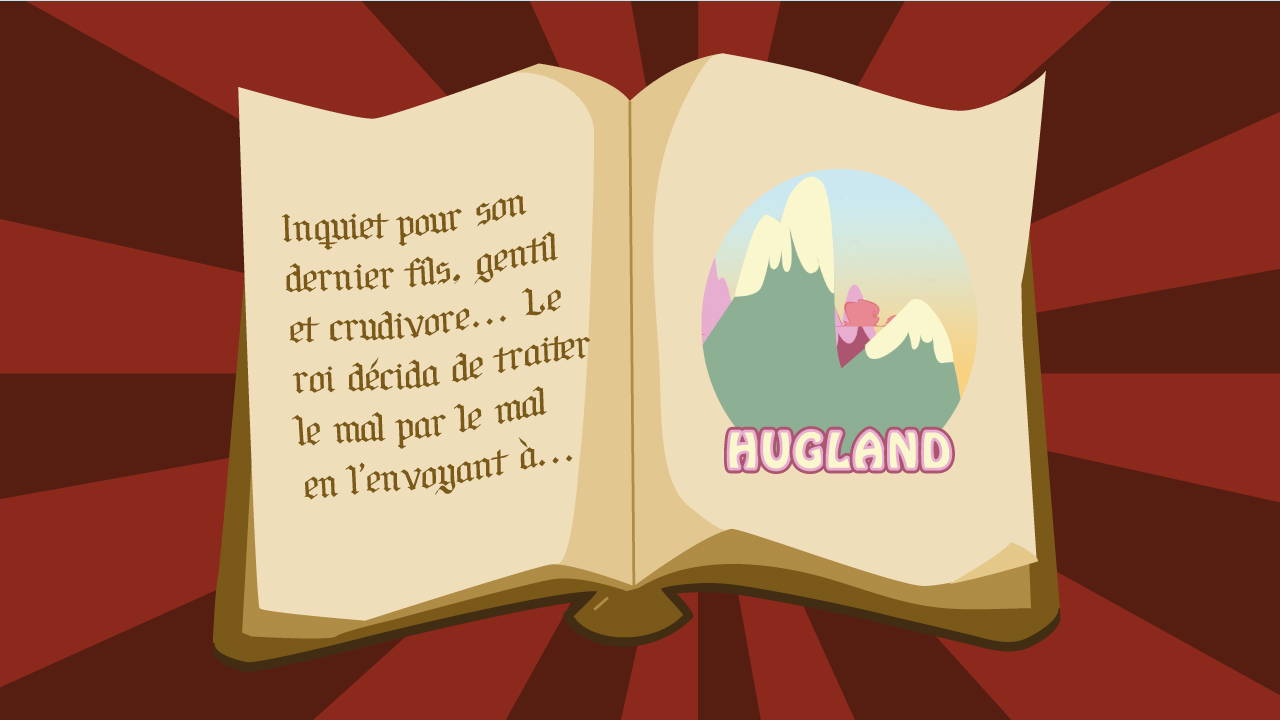 Inquiet pour son
dernier fils, gentil
et crudivore... Le
roi décida de traiter
le mal par le mal
en l'envoyant à...
HUGLAND